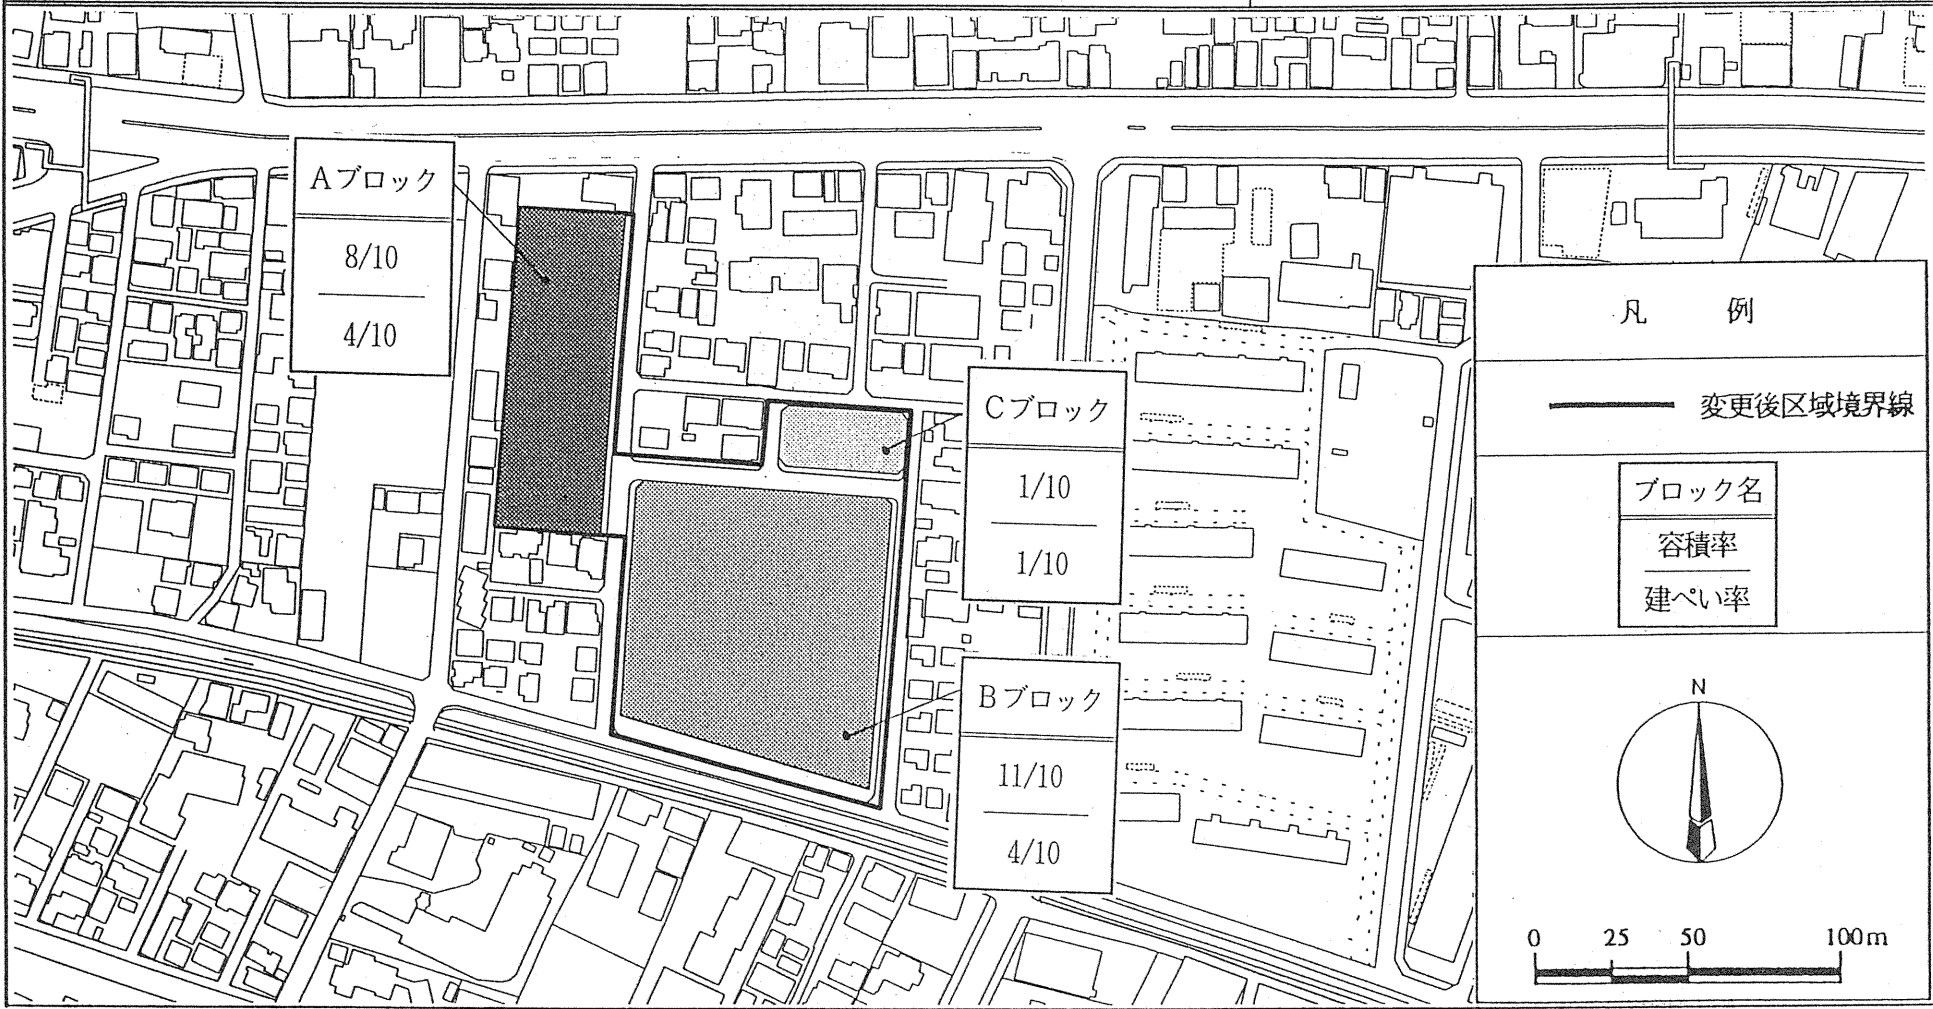 Aブロック
8/10
4/10
Cブロック
1/10
1/10
Bブロック
11/10
4/10
凡 例
変更後区域境界線
ブロック名
容積率
建ぺい率
N
0 25 50 100m